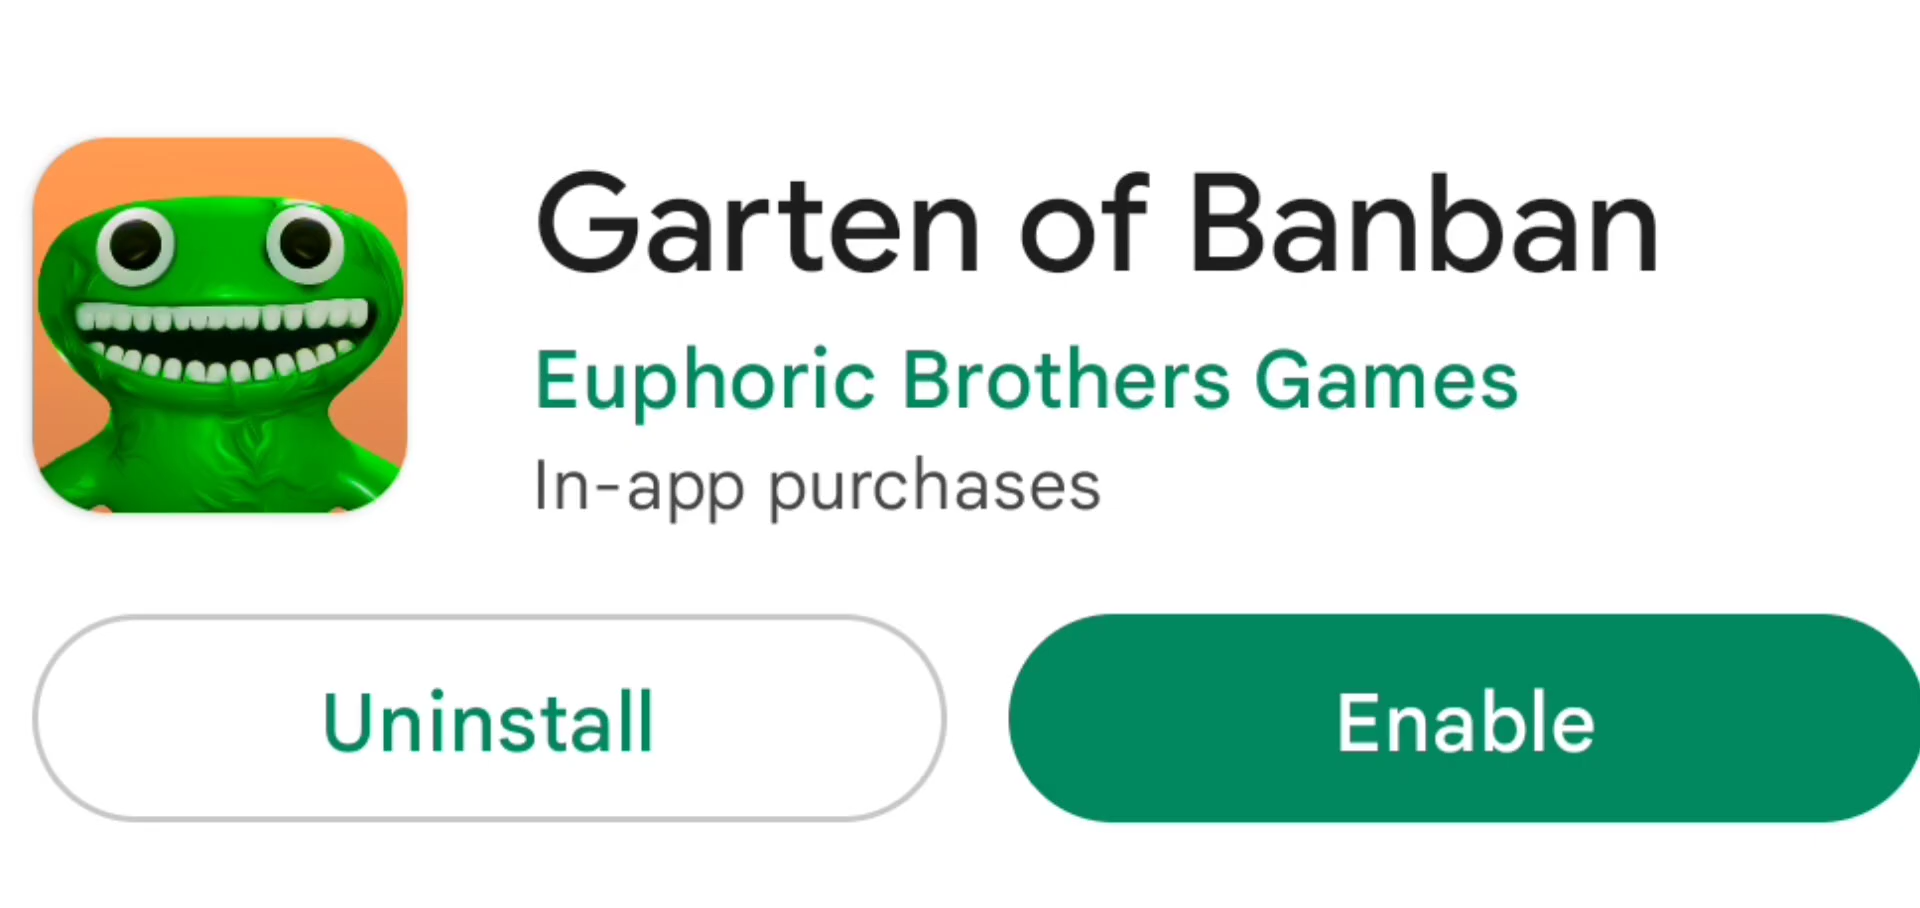 Garten of Banban
Euphoric Brothers Games
In-app purchases
Uninstall
Enable